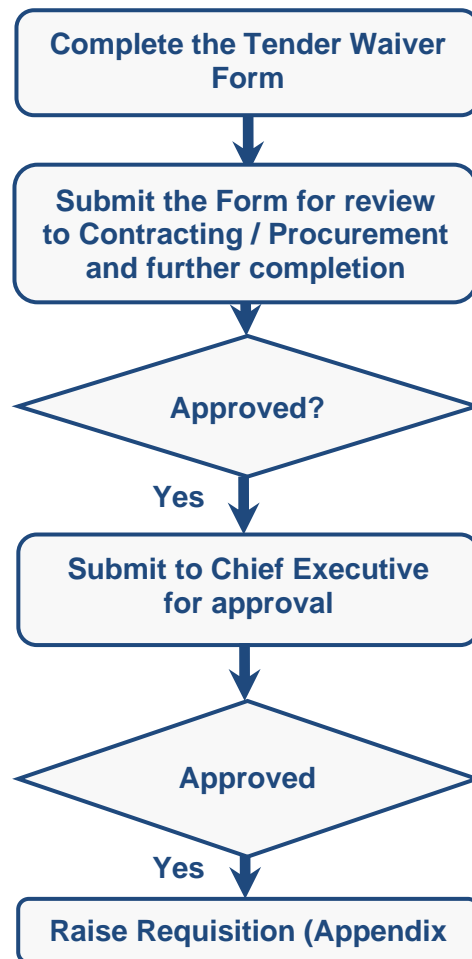 Complete the Tender Waiver
Form
Submit the Form for review
to Contracting / Procurement
and further completion
Approved?
Yes
Submit to Chief Executive
for approval
Approved
Yes
Raise Requisition (Appendix